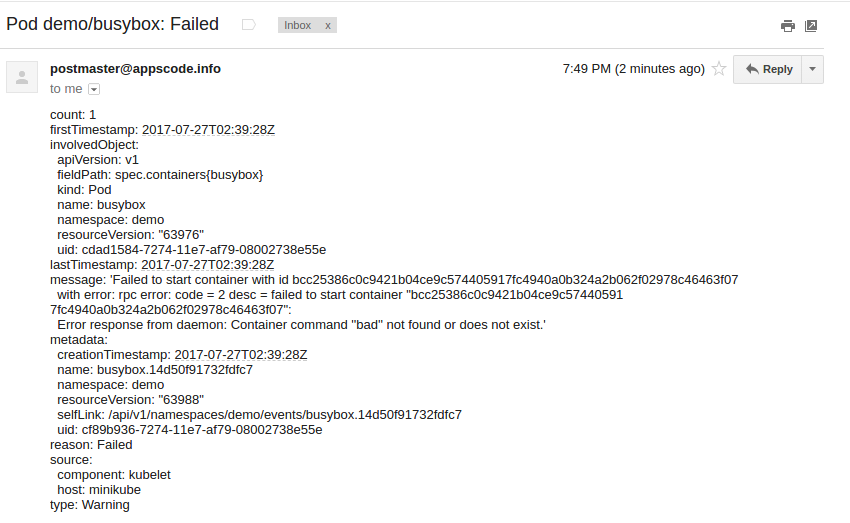 Pod demo/busybox: Failed
Inbox x
postmaster@appscode.info
7:49 PM (2 minutes ago)
Reply
to me
count: 1
firstTimestamp: 2017-07-27T02:39:28Z
involvedObject:
apiVersion: v1
fieldPath: spec.containers{busybox}
kind: Pod
name: busybox
namespace: demo
resourceVersion: "63976"
uid: cdad1584-7274-11e7-af79-08002738e55e
lastTimestamp: 2017-07-27T02:39:28Z
message: 'Failed to start container with id bcc25386c0c9421b04ce9c574405917fc4940a0b324a2b062f02978c46463f07
with error: rpc error: code = 2 desc = failed to start container "bcc25386c0c9421b04ce9c57440591
7fc4940a0b324a2b062f02978c46463f07":
Error response from daemon: Container command ''bad'' not found or does not exist.'
metadata:
creationTimestamp: 2017-07-27T02:39:28Z
name: busybox.14d50f91732fdfc7
namespace: demo
resourceVersion: "63988"
selfLink: /api/v1/namespaces/demo/events/busybox.14d50f91732fdfc7
uid: cf89b936-7274-11e7-af79-08002738e55e
reason: Failed
source:
component: kubelet
host: minikube
type: Warning